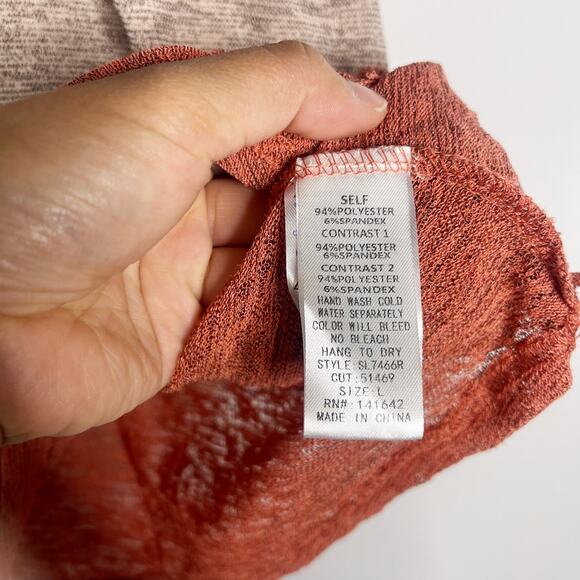 SELF
94%POLYESTER
6%SPANDEX
CONTRAST 1
94%POLYESTER
6%SPANDEX
CONTRAST 2
94%POLYESTER
6%SPANDEX
HAND WASH COLD
WATER SEPARATELY
COLOR WILL BLEED
NO BLEACH
HANG TO DRY
STYLE: SL7466R
CUT: 51469
SIZE: L
RN#: 141642
MADE IN CHINA